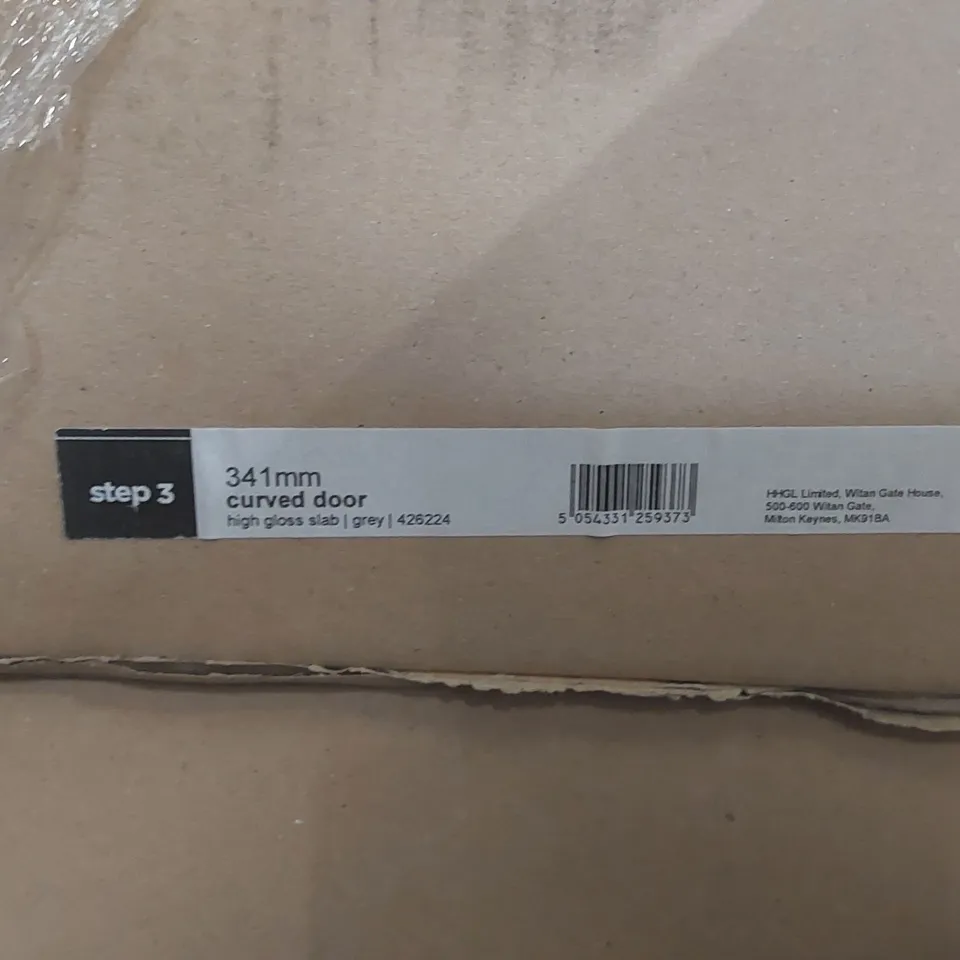 step 3
341mm
curved door
high gloss slab | grey | 426224
5 054331 259373
HHGL Limited, Witan Gate House,
500-600 Witan Gate,
Milton Keynes, MK91BA